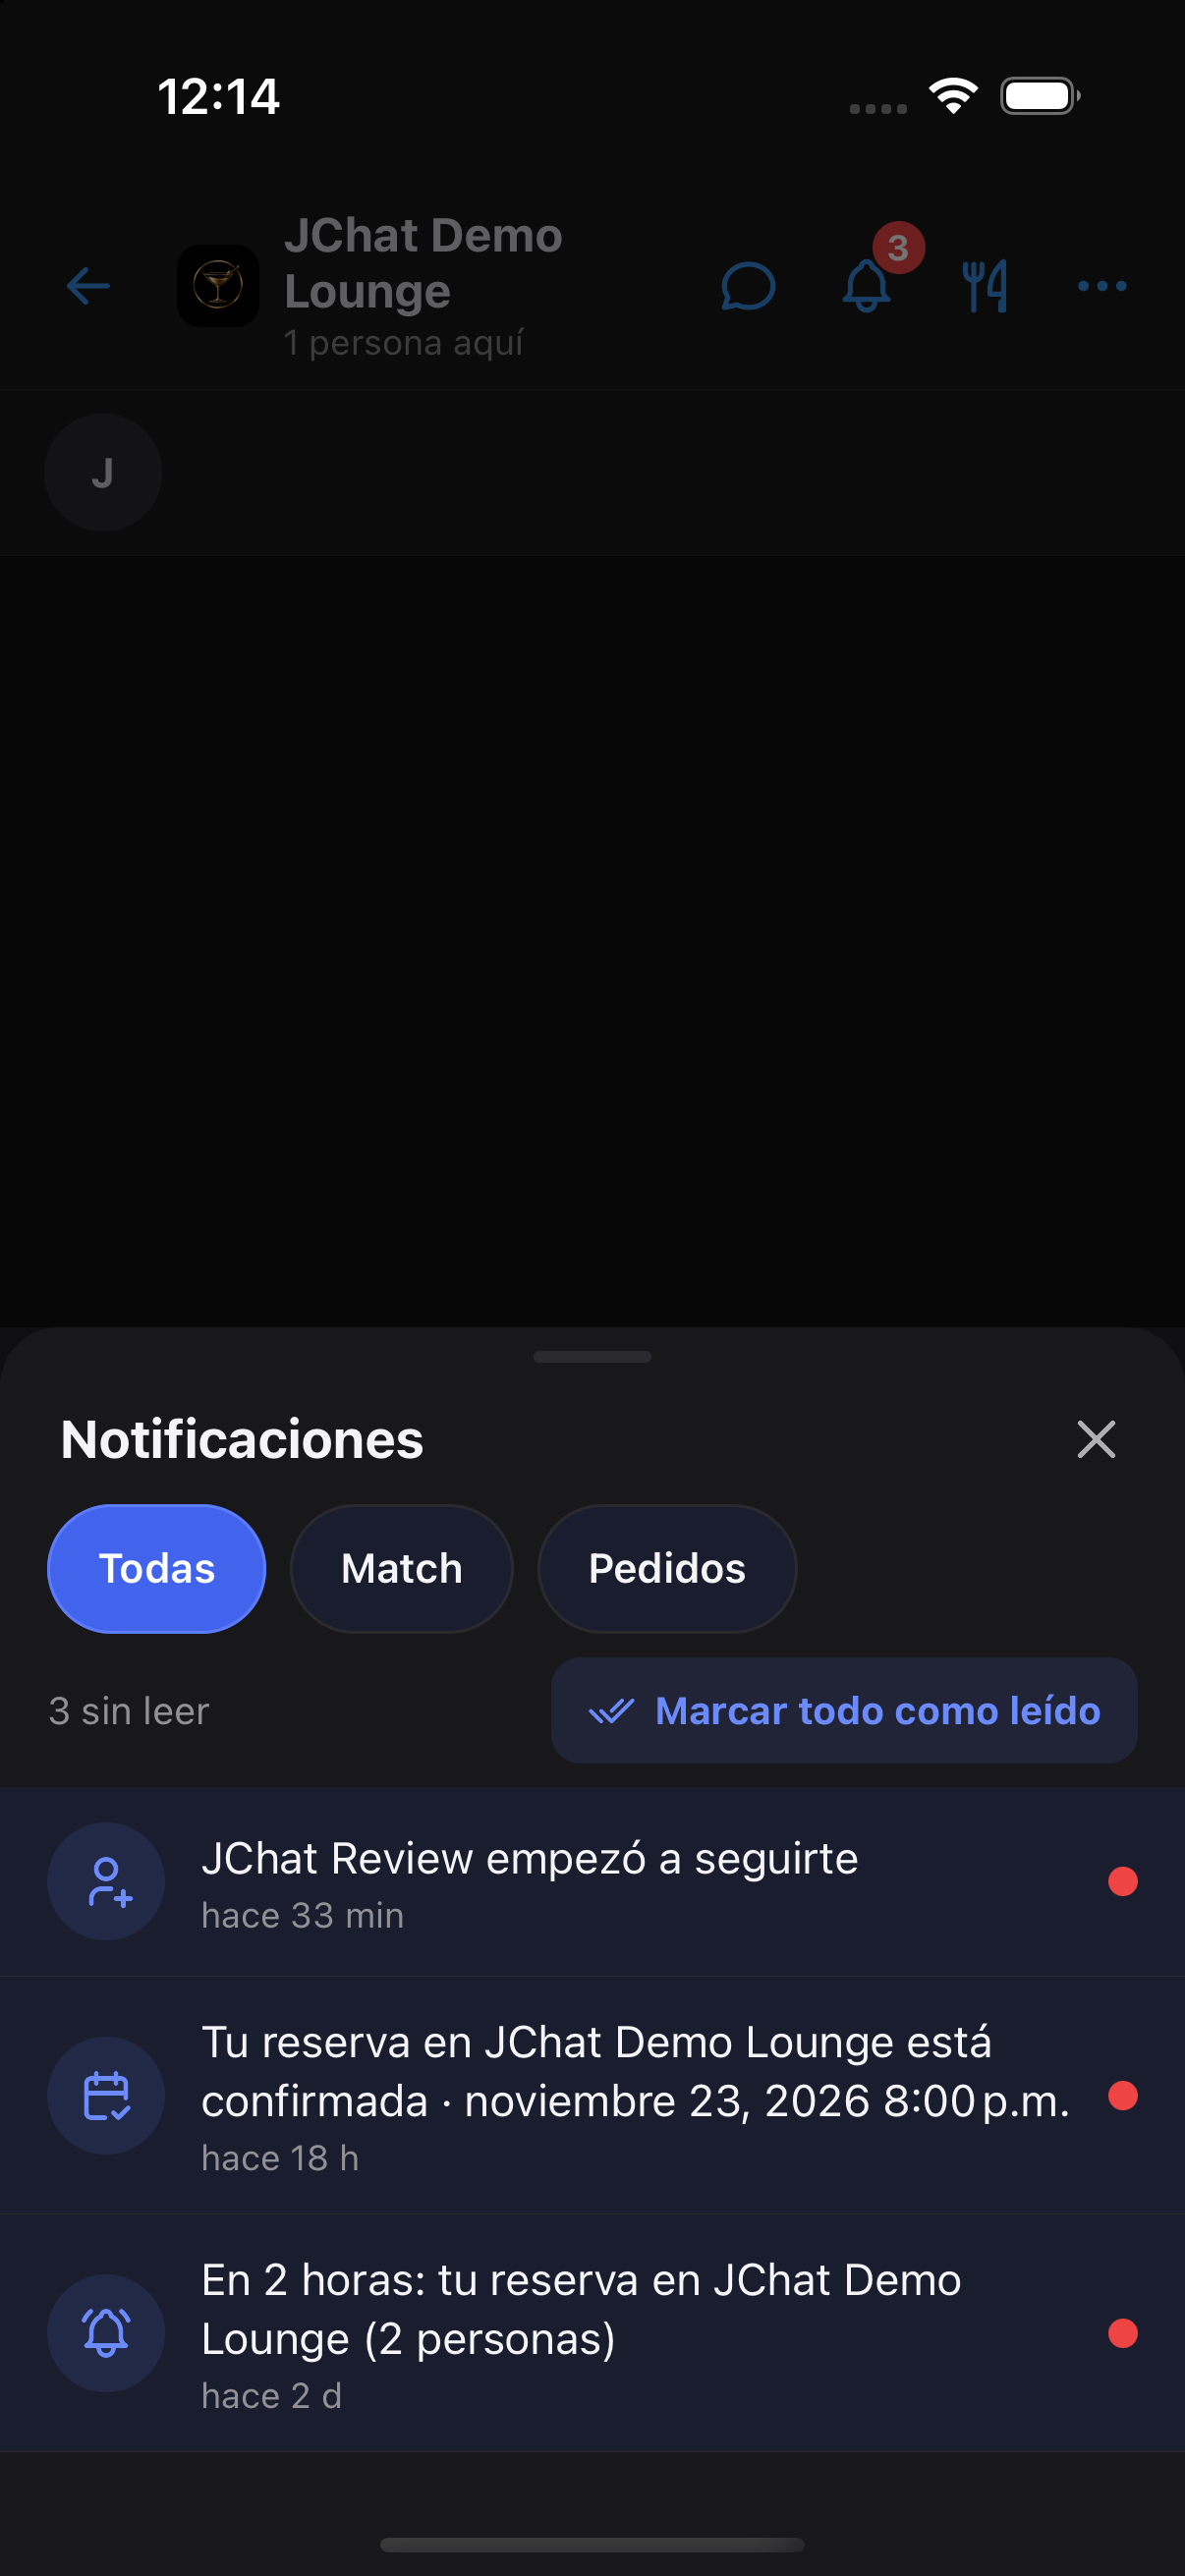 12:14
JChat Demo
Lounge
1 persona aquí
3
J
Notificaciones
Todas
Match
Pedidos
3 sin leer
Marcar todo como leído
JChat Review empezó a seguirte
hace 33 min
Tu reserva en JChat Demo Lounge está
confirmada · noviembre 23, 2026 8:00 p.m.
hace 18 h
En 2 horas: tu reserva en JChat Demo
Lounge (2 personas)
hace 2 d